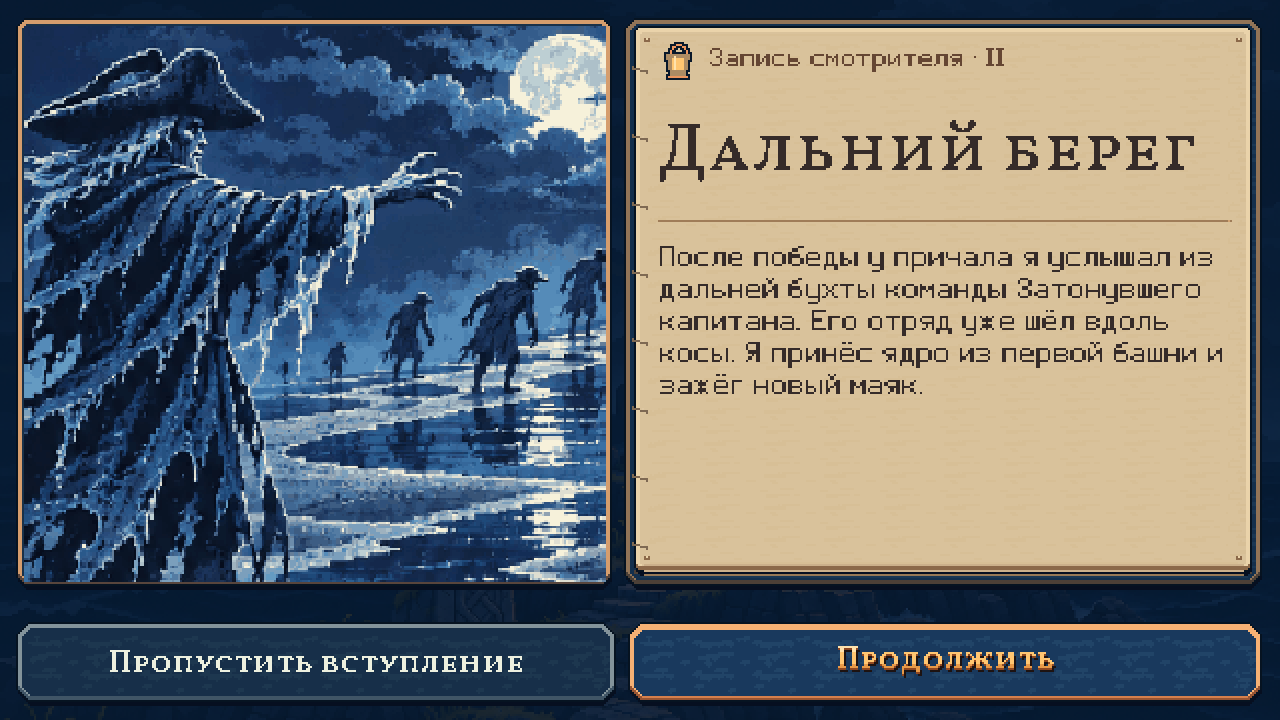 Запись смотрителя · II
Дальний берег
После победы у причала я услышал из
дальней бухты команды Затонувшего
капитана. Его отряд уже шёл вдоль
косы. Я принёс ядро из первой башни и
зажёг новый маяк.
Пропустить вступление
Продолжить